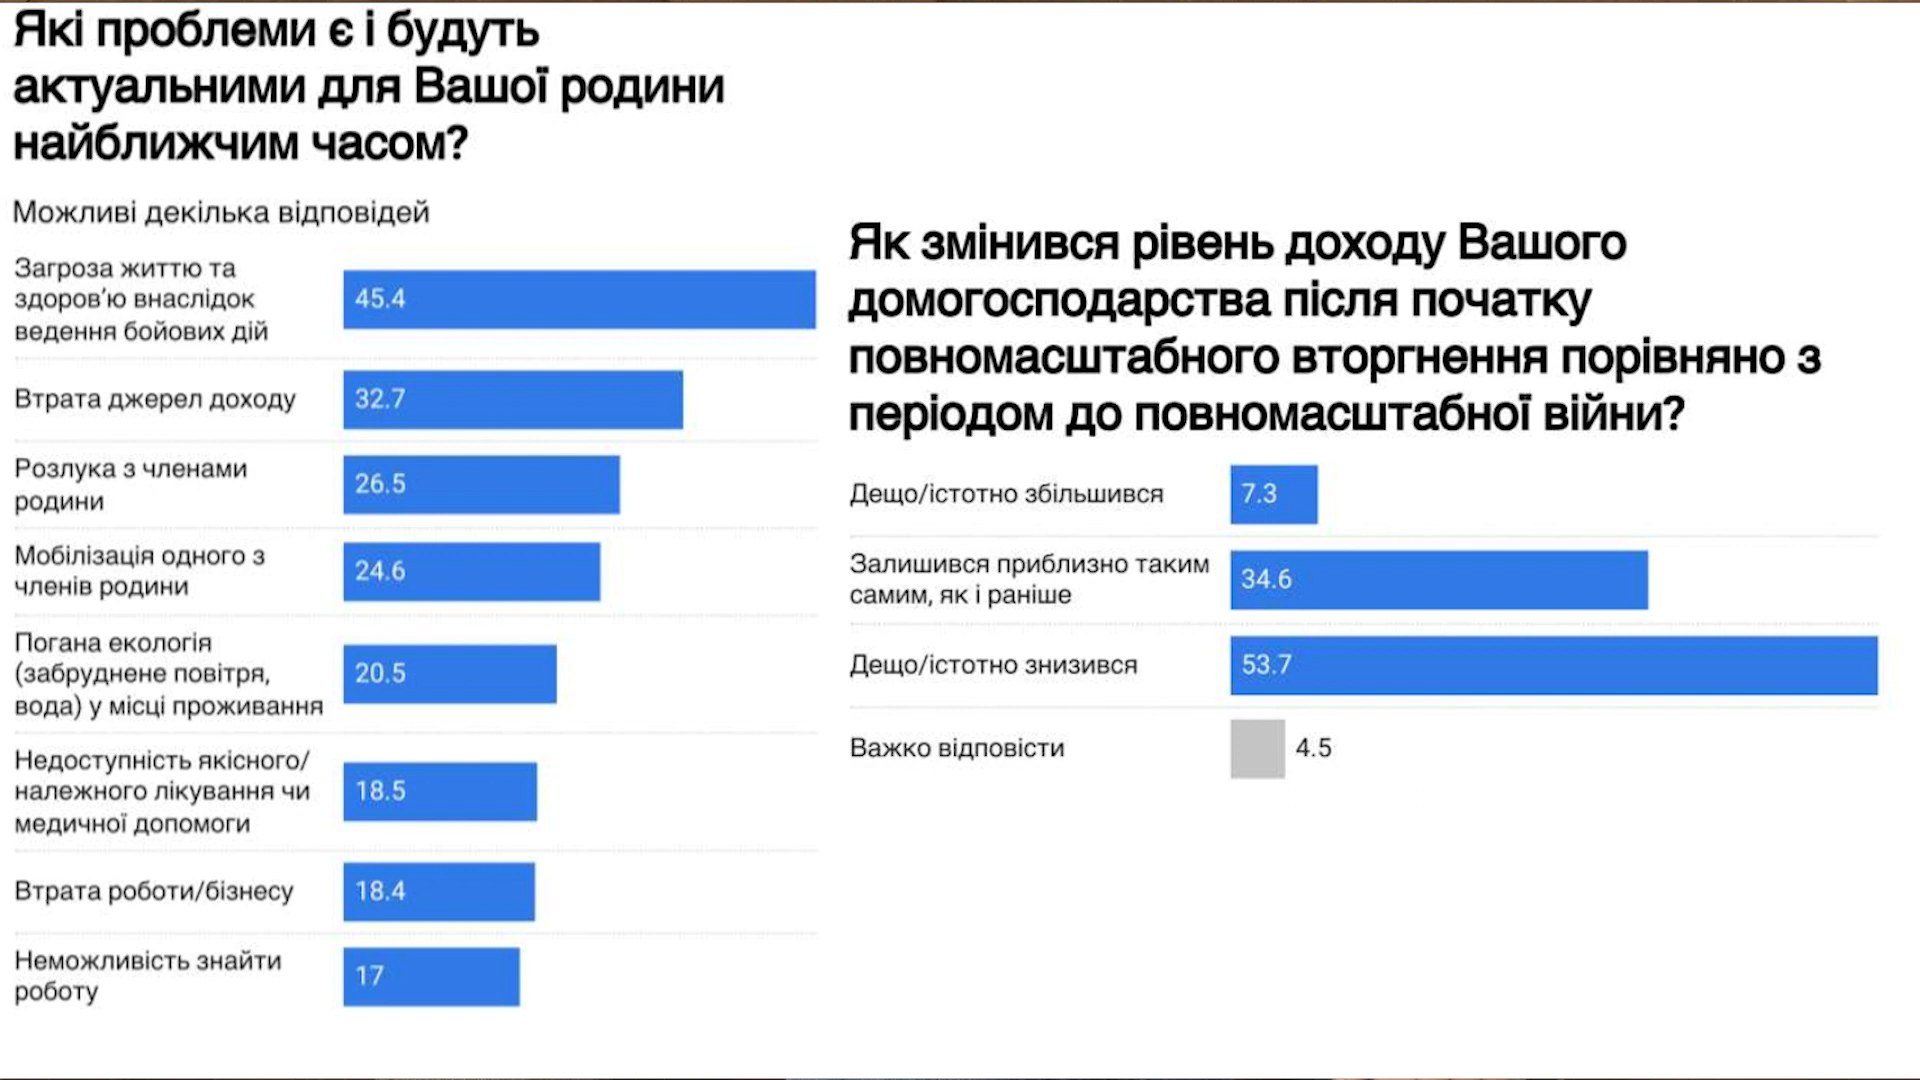 Які проблеми є і будуть
актуальними для Вашої родини
найближчим часом?
Можливі декілька відповідей
Загроза життю та
здоров’ю внаслідок
ведення бойових дій
45.4
Втрата джерел доходу
32.7
Розлука з членами
родини
26.5
Мобілізація одного з
членів родини
24.6
Погана екологія
(забруднене повітря,
вода) у місці проживання
20.5
Недоступність якісного/
належного лікування чи
медичної допомоги
18.5
Втрата роботи/бізнесу
18.4
Неможливість знайти
роботу
17
Як змінився рівень доходу Вашого
домогосподарства після початку
повномасштабного вторгнення порівняно з
періодом до повномасштабної війни?
Дещо/істотно збільшився
7.3
Залишився приблизно таким
самим, як і раніше
34.6
Дещо/істотно знизився
53.7
Важко відповісти
4.5